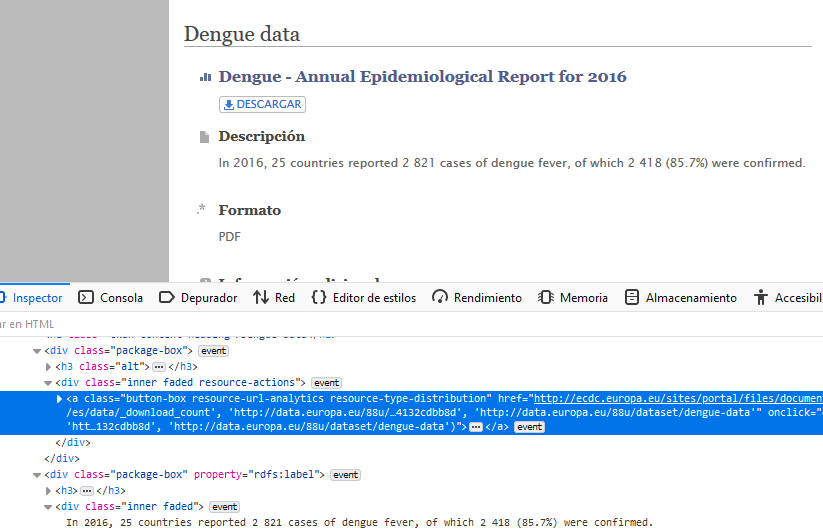 Dengue data
Dengue - Annual Epidemiological Report for 2016
DESCARGAR
Descripción
In 2016, 25 countries reported 2 821 cases of dengue fever, of which 2 418 (85.7%) were confirmed.
Formato
PDF
Inspector Consola Depurador Red Editor de estilos Rendimiento Memoria Almacenamiento Accesibil
ar en HTML
<div class="package-box"> event
<h3 class="alt"> ⋯ </h3>
<div class="inner faded resource-actions"> event
<a class="button-box resource-url-analytics resource-type-distribution" href="http://ecdc.europa.eu/sites/portal/files/document
/es/data/_download_count', 'http://data.europa.eu/88u/…4132cdbb8d', 'http://data.europa.eu/88u/dataset/dengue-data'" onclick="
'htt…132cdbb8d', 'http://data.europa.eu/88u/dataset/dengue-data')"> ⋯ </a> event
</div>
</div>
<div class="package-box" property="rdfs:label"> event
<h3> ⋯ </h3>
<div class="inner faded"> event
In 2016, 25 countries reported 2 821 cases of dengue fever, of which 2 418 (85.7%) were confirmed.